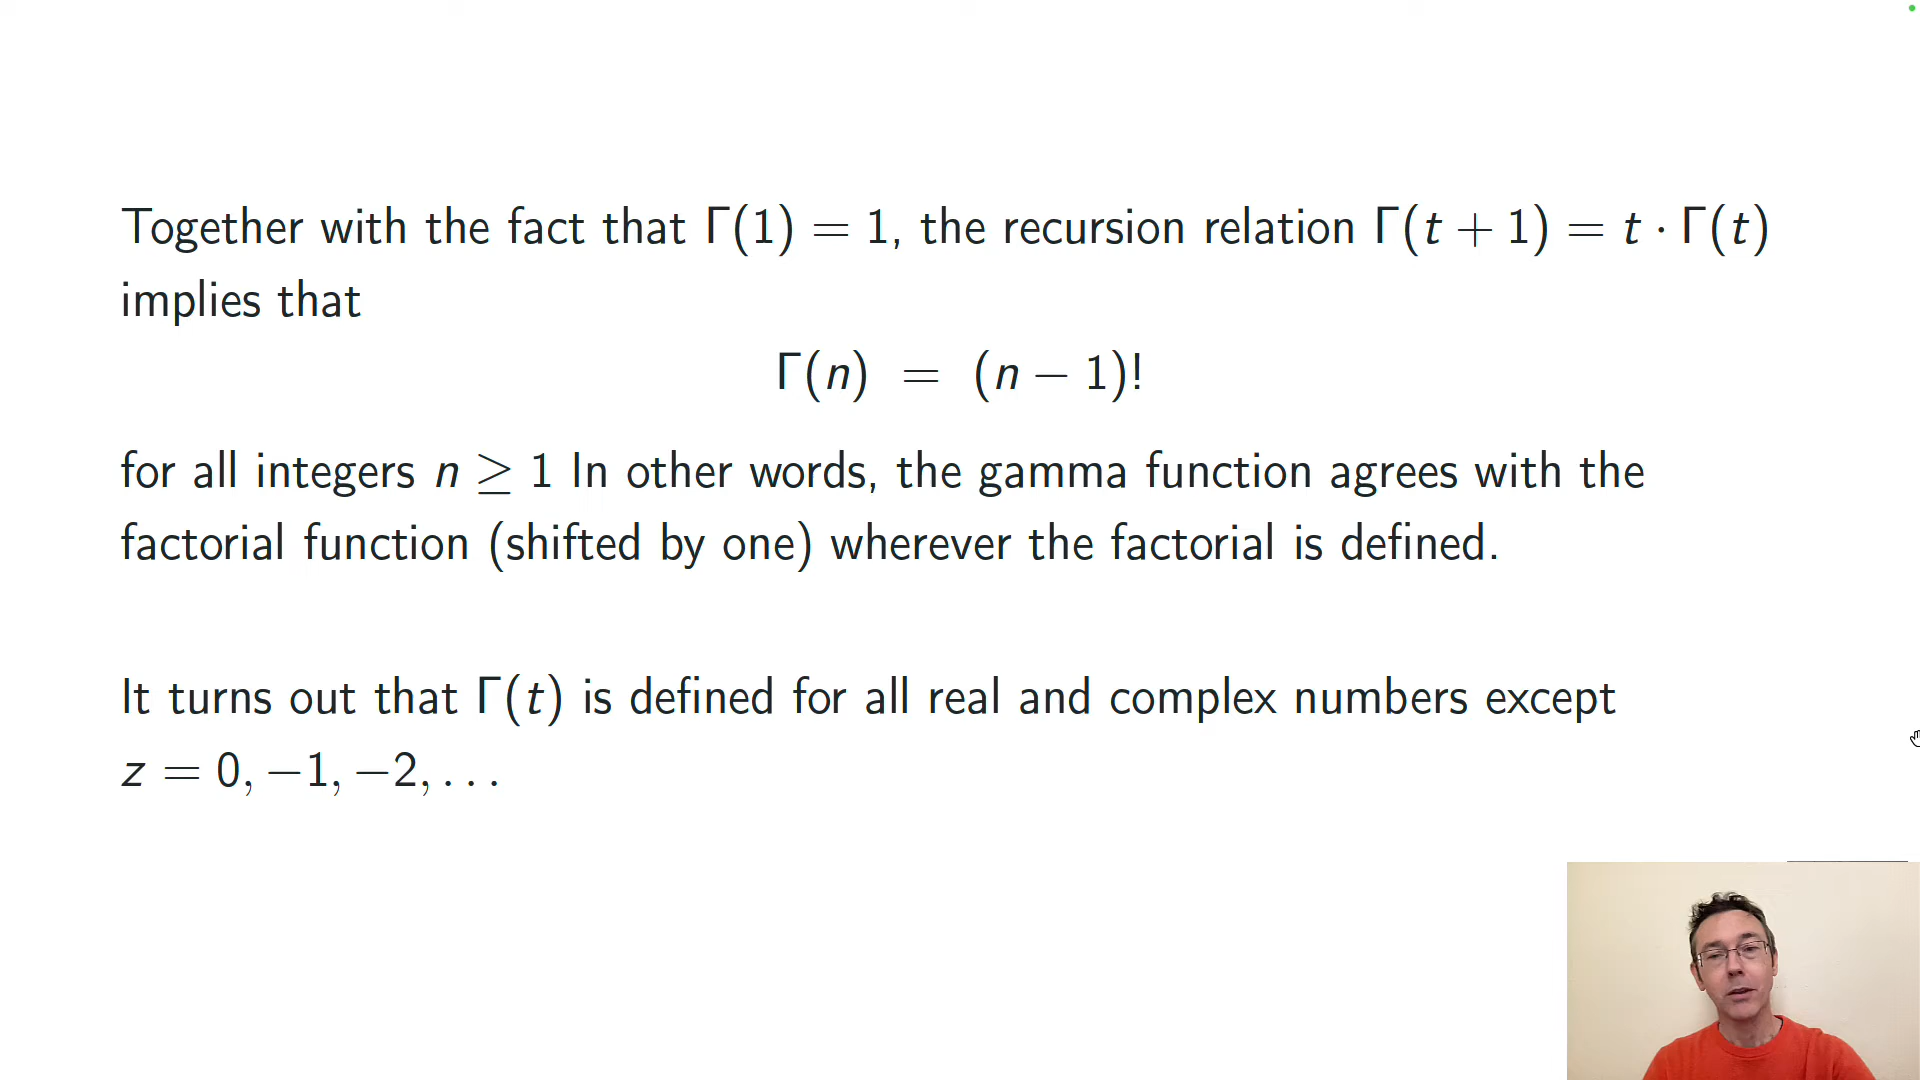 Together with the fact that Γ(1) = 1, the recursion relation Γ(t + 1) = t · Γ(t)
implies that
Γ(n) = (n − 1)!
for all integers n ≥ 1 In other words, the gamma function agrees with the
factorial function (shifted by one) wherever the factorial is defined.
It turns out that Γ(t) is defined for all real and complex numbers except
z = 0, −1, −2, . . .